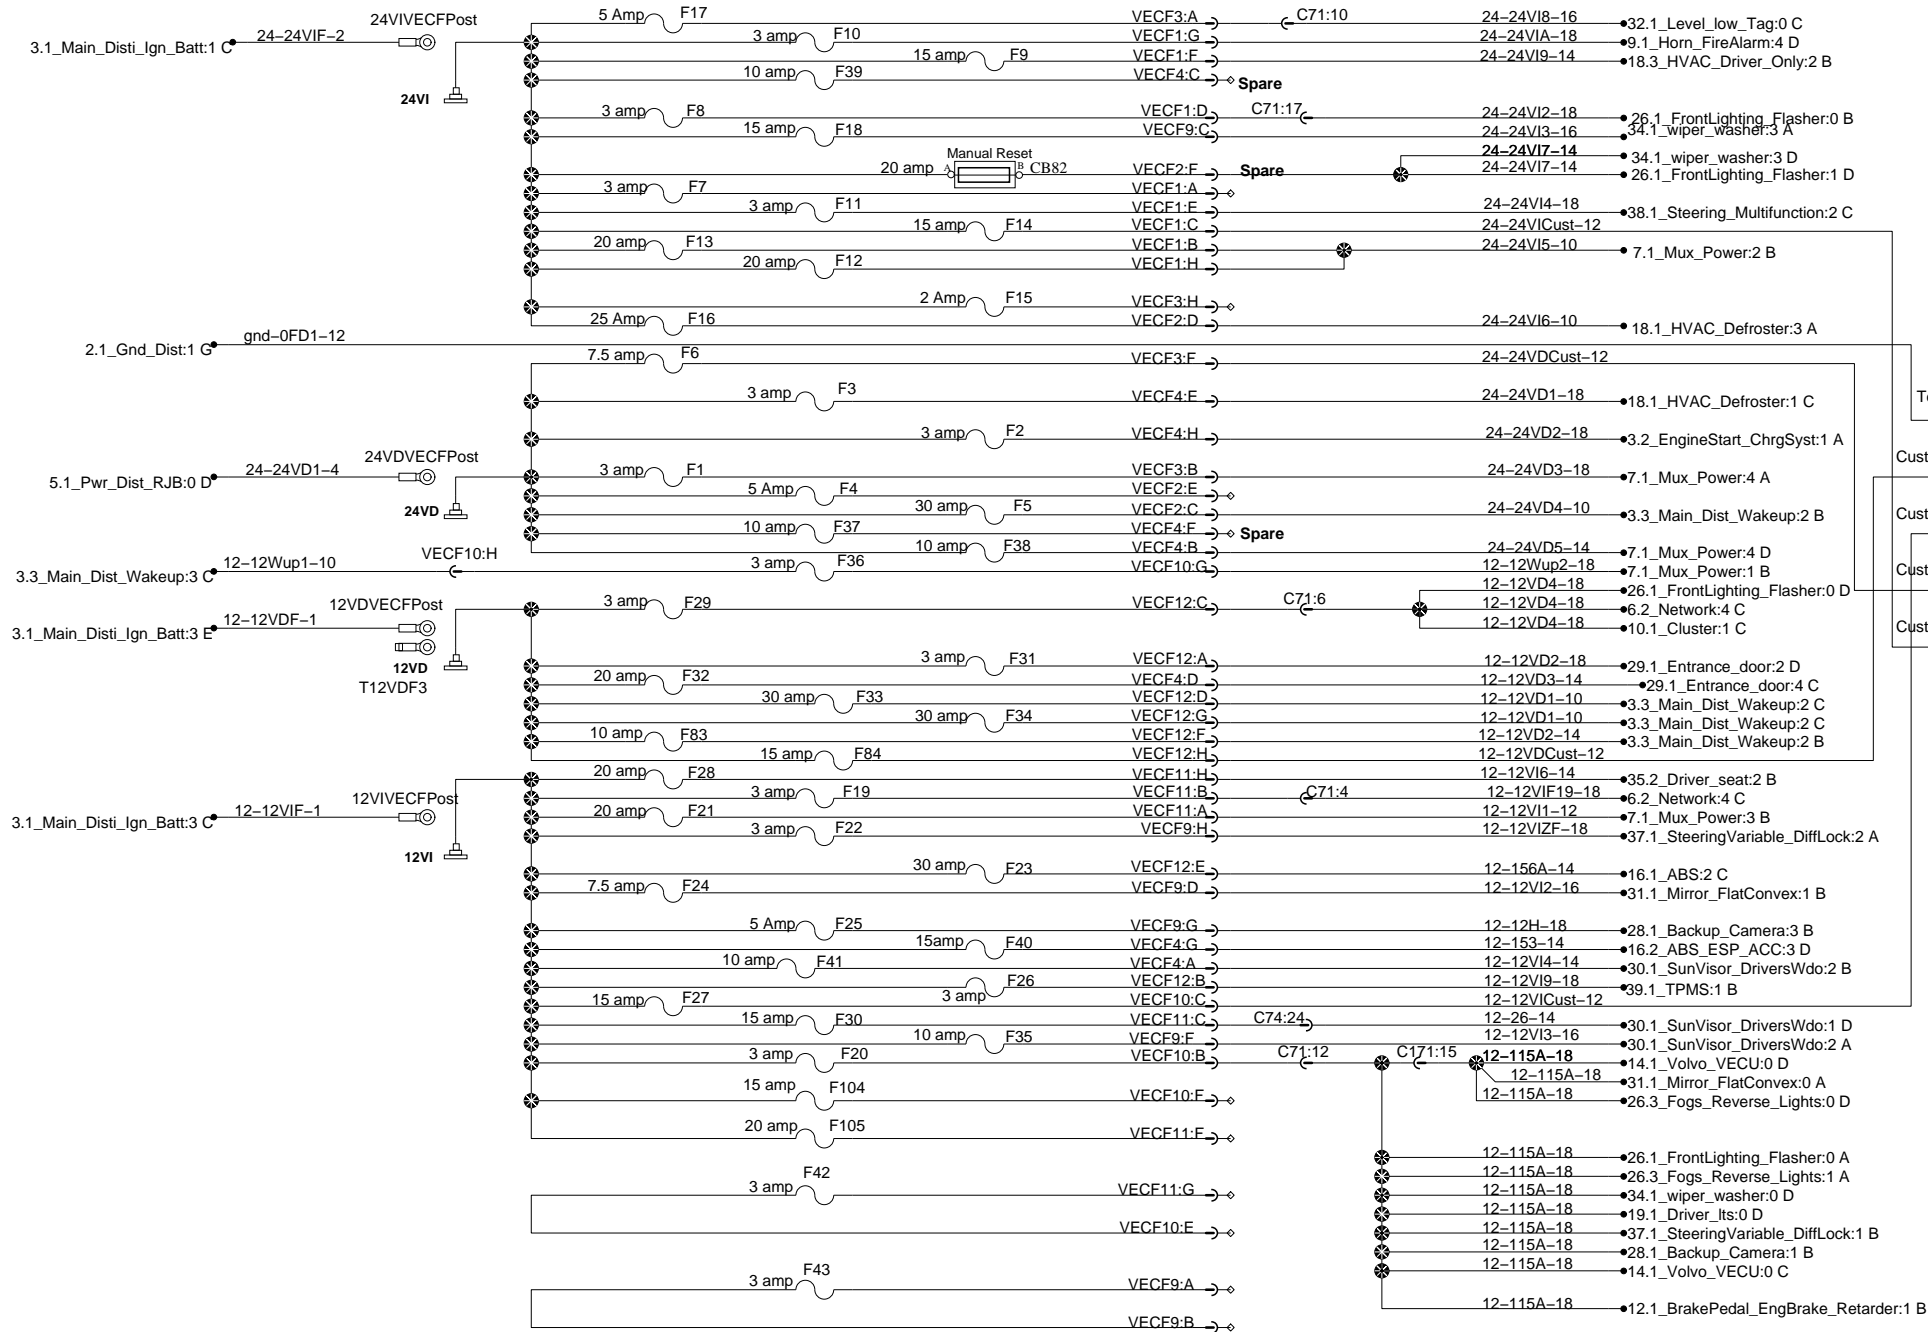 5 Amp F17 VECF3:A C71:10 24–24VI8–16 32.1_Level_low_Tag:0 C
24VIVECFPost
3.1_Main_Disti_Ign_Batt:1 C 24–24VIF–2 3 amp F10 VECF1:G 24–24VIA–18 9.1_Horn_FireAlarm:4 D
15 amp F9 VECF1:F 24–24VI9–14 18.3_HVAC_Driver_Only:2 B
10 amp F39 VECF4:C Spare
24VI
3 amp F8 VECF1:D C71:17 24–24VI2–18 26.1_FrontLighting_Flasher:0 B
15 amp F18 VECF9:C 24–24VI3–16 34.1_wiper_washer:3 A
Manual Reset 24–24VI7–14 34.1_wiper_washer:3 D
20 amp A B CB82 VECF2:F Spare 24–24VI7–14 26.1_FrontLighting_Flasher:1 D
3 amp F7 VECF1:A
3 amp F11 VECF1:E 24–24VI4–18 38.1_Steering_Multifunction:2 C
15 amp F14 VECF1:C 24–24VICust–12
20 amp F13 VECF1:B 24–24VI5–10 7.1_Mux_Power:2 B
20 amp F12 VECF1:H
2 Amp F15 VECF3:H
25 Amp F16 VECF2:D 24–24VI6–10 18.1_HVAC_Defroster:3 A
2.1_Gnd_Dist:1 G gnd–0FD1–12
7.5 amp F6 VECF3:F 24–24VDCust–12
3 amp F3 VECF4:E 24–24VD1–18 18.1_HVAC_Defroster:1 C
3 amp F2 VECF4:H 24–24VD2–18 3.2_EngineStart_ChrgSyst:1 A
24VDVECFPost Cust
5.1_Pwr_Dist_RJB:0 D 24–24VD1–4 3 amp F1 VECF3:B 24–24VD3–18 7.1_Mux_Power:4 A
5 Amp F4 VECF2:E
24VD 30 amp F5 VECF2:C 24–24VD4–10 3.3_Main_Dist_Wakeup:2 B Cust
10 amp F37 VECF4:F Spare
10 amp F38 VECF4:B 24–24VD5–14 7.1_Mux_Power:4 D
3.3_Main_Dist_Wakeup:3 C 12–12Wup1–10 VECF10:H 3 amp F36 VECF10:G 12–12Wup2–18 7.1_Mux_Power:1 B Cust
12–12VD4–18 26.1_FrontLighting_Flasher:0 D
12VDVECFPost 3 amp F29 VECF12:C C71:6 12–12VD4–18 6.2_Network:4 C
3.1_Main_Disti_Ign_Batt:3 E 12–12VDF–1 12–12VD4–18 10.1_Cluster:1 C Cust
12VD 3 amp F31 VECF12:A 12–12VD2–18 29.1_Entrance_door:2 D
T12VDF3 20 amp F32 VECF4:D 12–12VD3–14 29.1_Entrance_door:4 C
30 amp F33 VECF12:D 12–12VD1–10 3.3_Main_Dist_Wakeup:2 C
30 amp F34 VECF12:G 12–12VD1–10 3.3_Main_Dist_Wakeup:2 C
10 amp F83 VECF12:F 12–12VD2–14 3.3_Main_Dist_Wakeup:2 B
15 amp F84 VECF12:H 12–12VDCust–12
20 amp F28 VECF11:H 12–12VI6–14 35.2_Driver_seat:2 B
12VIVECFPost 3 amp F19 VECF11:B C71:4 12–12VIF19–18 6.2_Network:4 C
3.1_Main_Disti_Ign_Batt:3 C 12–12VIF–1 20 amp F21 VECF11:A 12–12VI1–12 7.1_Mux_Power:3 B
3 amp F22 VECF9:H 12–12VIZF–18 37.1_SteeringVariable_DiffLock:2 A
12VI
30 amp F23 VECF12:E 12–156A–14 16.1_ABS:2 C
7.5 amp F24 VECF9:D 12–12VI2–16 31.1_Mirror_FlatConvex:1 B
5 Amp F25 VECF9:G 12–12H–18 28.1_Backup_Camera:3 B
15amp F40 VECF4:G 12–153–14 16.2_ABS_ESP_ACC:3 D
10 amp F41 VECF4:A 12–12VI4–14 30.1_SunVisor_DriversWdo:2 B
3 amp F26 VECF12:B 12–12VI9–18 39.1_TPMS:1 B
15 amp F27 VECF10:C 12–12VICust–12
15 amp F30 VECF11:C C74:24 12–26–14 30.1_SunVisor_DriversWdo:1 D
10 amp F35 VECF9:F 12–12VI3–16 30.1_SunVisor_DriversWdo:2 A
3 amp F20 VECF10:B C71:12 C171:15 12–115A–18 14.1_Volvo_VECU:0 D
12–115A–18 31.1_Mirror_FlatConvex:0 A
15 amp F104 VECF10:F 12–115A–18 26.3_Fogs_Reverse_Lights:0 D
20 amp F105 VECF11:F
12–115A–18 26.1_FrontLighting_Flasher:0 A
F42 12–115A–18 26.3_Fogs_Reverse_Lights:1 A
3 amp VECF11:G 12–115A–18 34.1_wiper_washer:0 D
12–115A–18 19.1_Driver_lts:0 D
VECF10:E 12–115A–18 37.1_SteeringVariable_DiffLock:1 B
12–115A–18 28.1_Backup_Camera:1 B
F43 12–115A–18 14.1_Volvo_VECU:0 C
3 amp VECF9:A
12–115A–18 12.1_BrakePedal_EngBrake_Retarder:1 B
VECF9:B